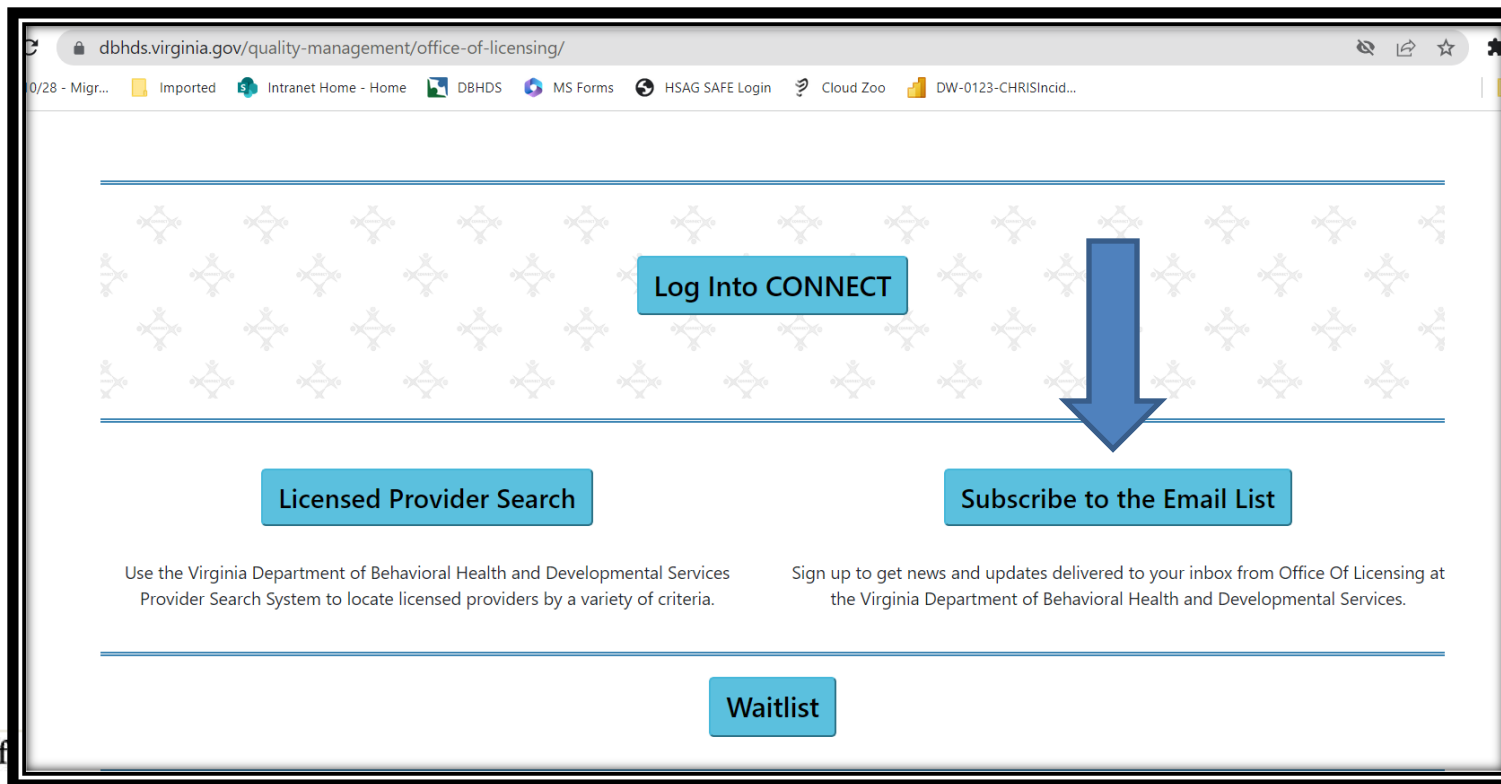 dbhds.virginia.gov/quality-management/office-of-licensing/
10/28 - Migr... Imported Intranet Home - Home DBHDS MS Forms HSAG SAFE Login Cloud Zoo DW-0123-CHRISIncid...
Log Into CONNECT
Licensed Provider Search
Subscribe to the Email List
Use the Virginia Department of Behavioral Health and Developmental Services
Provider Search System to locate licensed providers by a variety of criteria.
Sign up to get news and updates delivered to your inbox from Office Of Licensing at
the Virginia Department of Behavioral Health and Developmental Services.
Waitlist